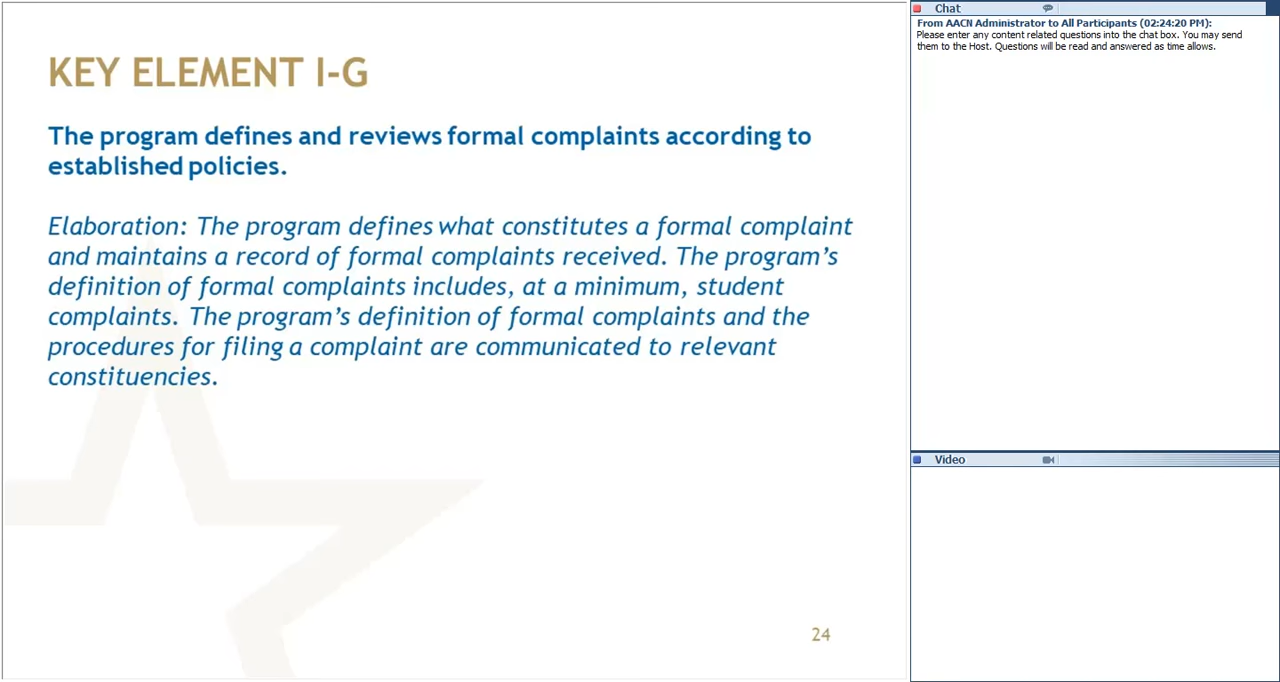 KEY ELEMENT I-G
The program defines and reviews formal complaints according to
established policies.
Elaboration: The program defines what constitutes a formal complaint
and maintains a record of formal complaints received. The program’s
definition of formal complaints includes, at a minimum, student
complaints. The program’s definition of formal complaints and the
procedures for filing a complaint are communicated to relevant
constituencies.
24
Chat
From AACN Administrator to All Participants (02:24:20 PM):
Please enter any content related questions into the chat box. You may send
them to the Host. Questions will be read and answered as time allows.
Video